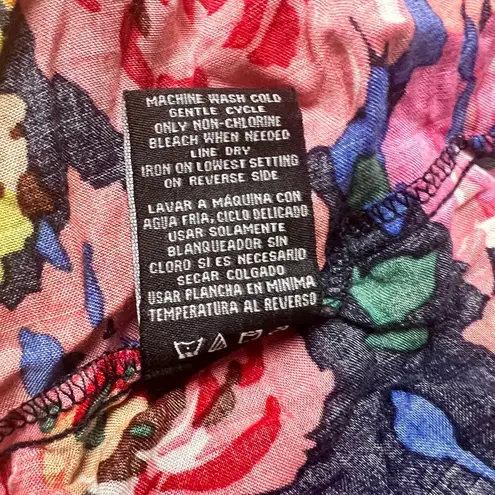 MACHINE WASH COLD
GENTLE CYCLE
ONLY NON-CHLORINE
BLEACH WHEN NEEDED
LINE DRY
IRON ON LOWEST SETTING
ON REVERSE SIDE
LAVAR A MÁQUINA CON
AGUA FRIA, CICLO DELICADO
USAR SOLAMENTE
BLANQUEADOR SIN
CLORO SI ES NECESARIO
SECAR COLGADO
USAR PLANCHA EN MÍNIMA
TEMPERATURA AL REVERSO